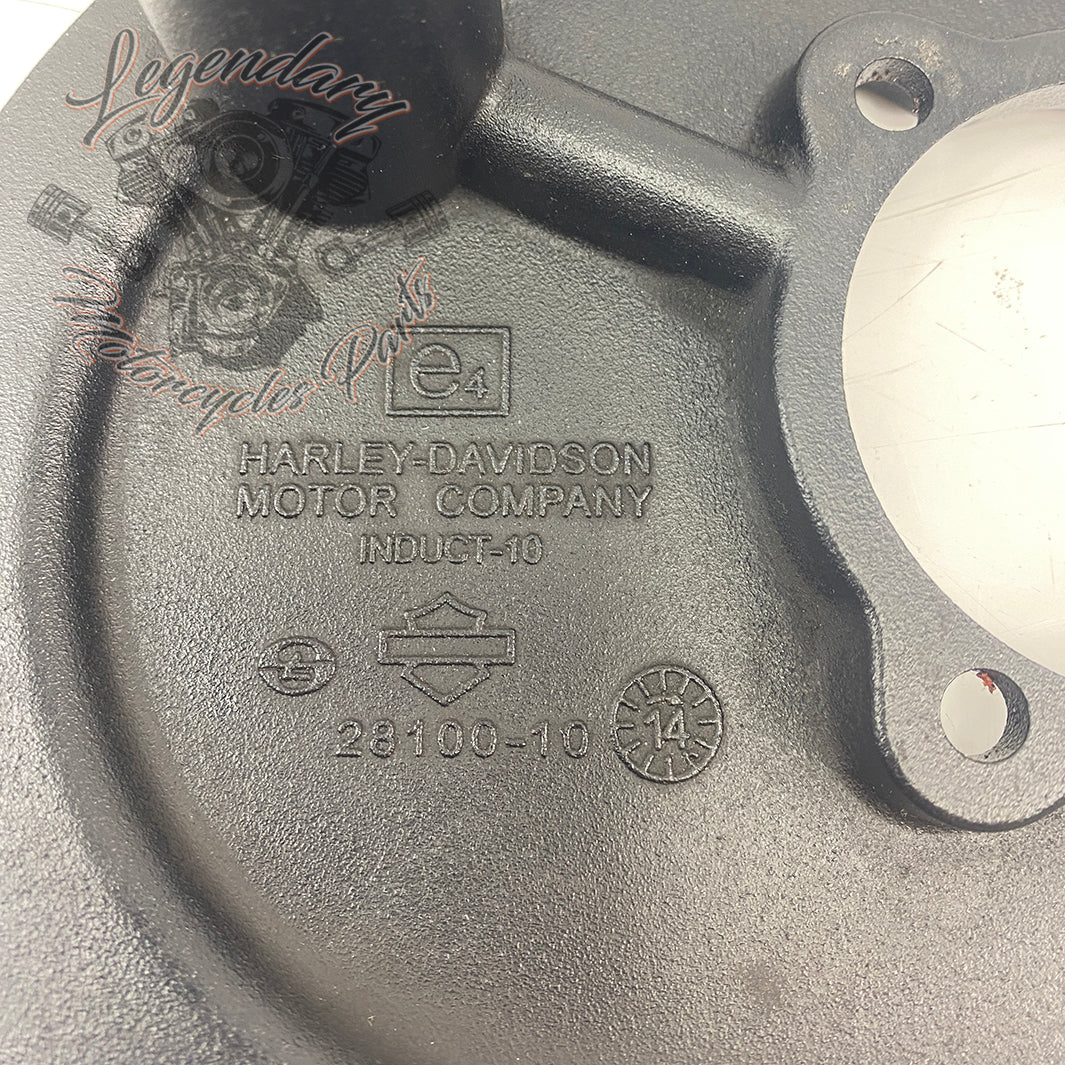 Legendary
Motorcycles Parts
e4
HARLEY-DAVIDSON
MOTOR COMPANY
INDUCT-10
28100-10
14